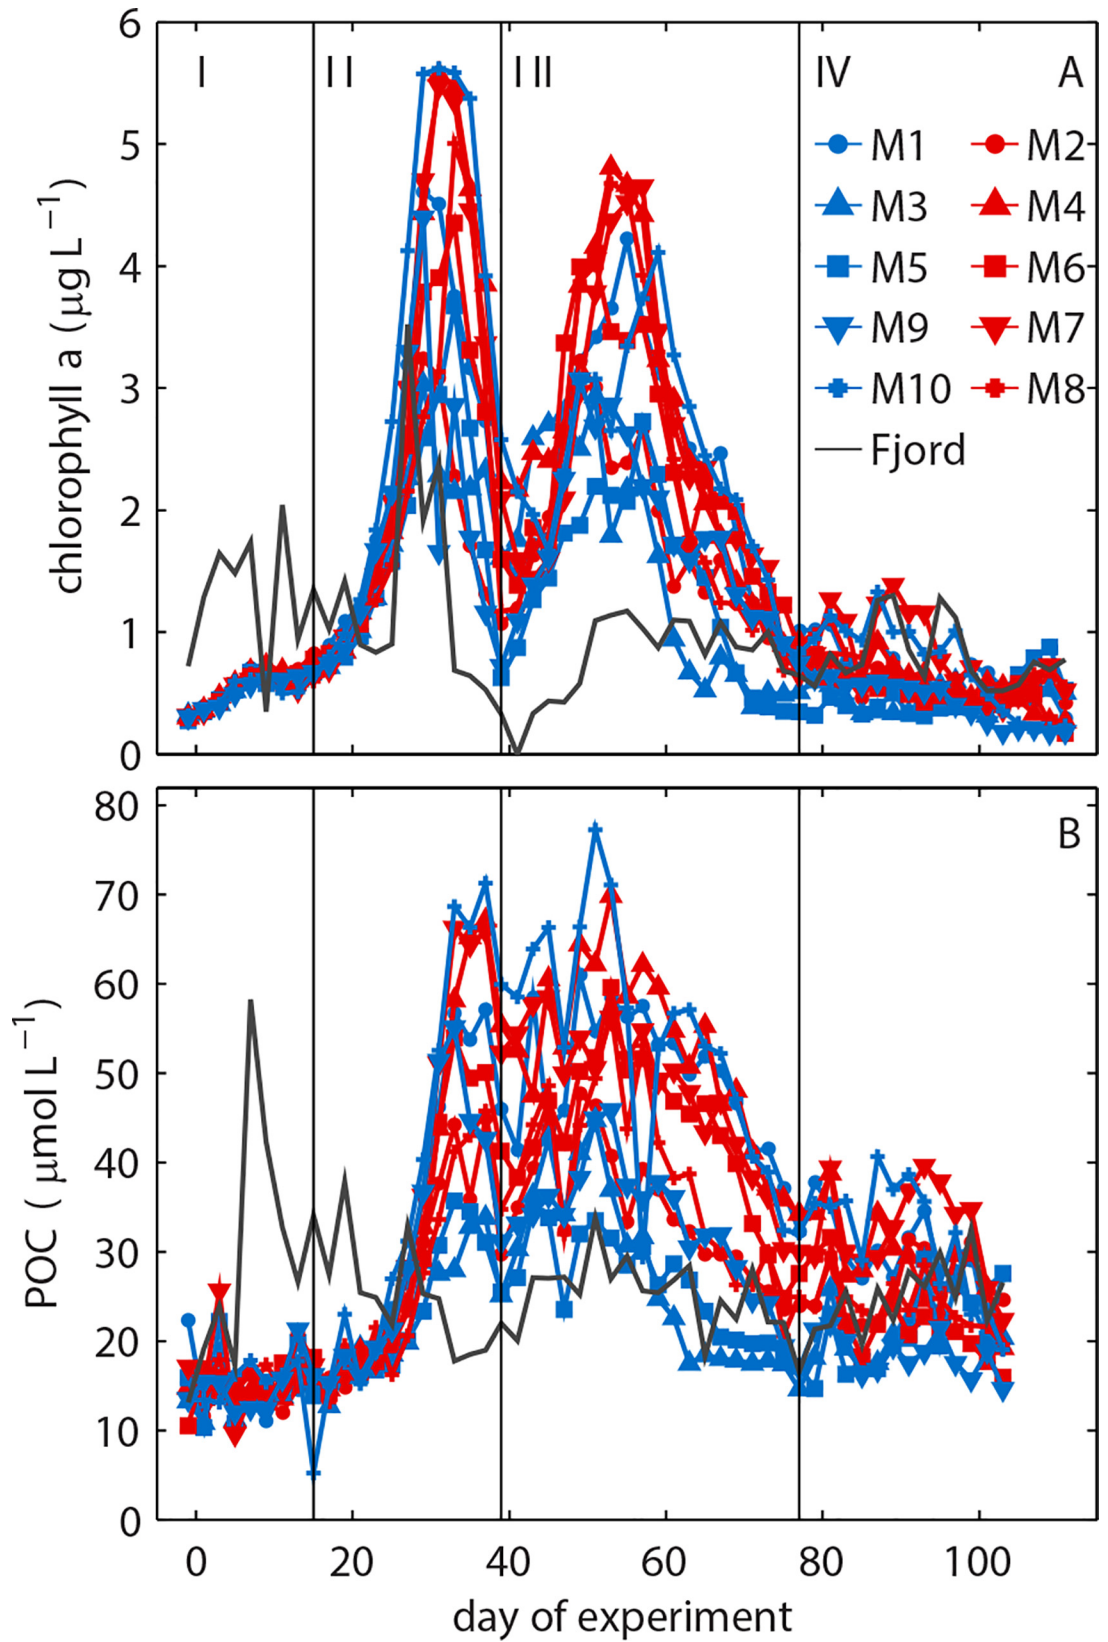 6
5
4
3
2
1
0
chlorophyll a (μg L⁻¹)
I
I I
I II
IV
A
M1 M2
M3 M4
M5 M6
M9 M7
M10 M8
Fjord
80
70
60
50
40
30
20
10
0
POC ( μmol L⁻¹)
B
0 20 40 60 80 100
day of experiment